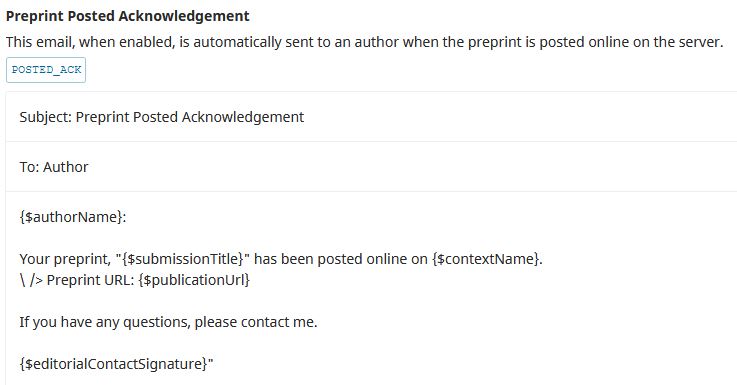 Preprint Posted Acknowledgement
This email, when enabled, is automatically sent to an author when the preprint is posted online on the server.
POSTED_ACK
Subject: Preprint Posted Acknowledgement
To: Author
{$authorName}:
Your preprint, "{$submissionTitle}" has been posted online on {$contextName}.
\ /> Preprint URL: {$publicationUrl}
If you have any questions, please contact me.
{$editorialContactSignature}"